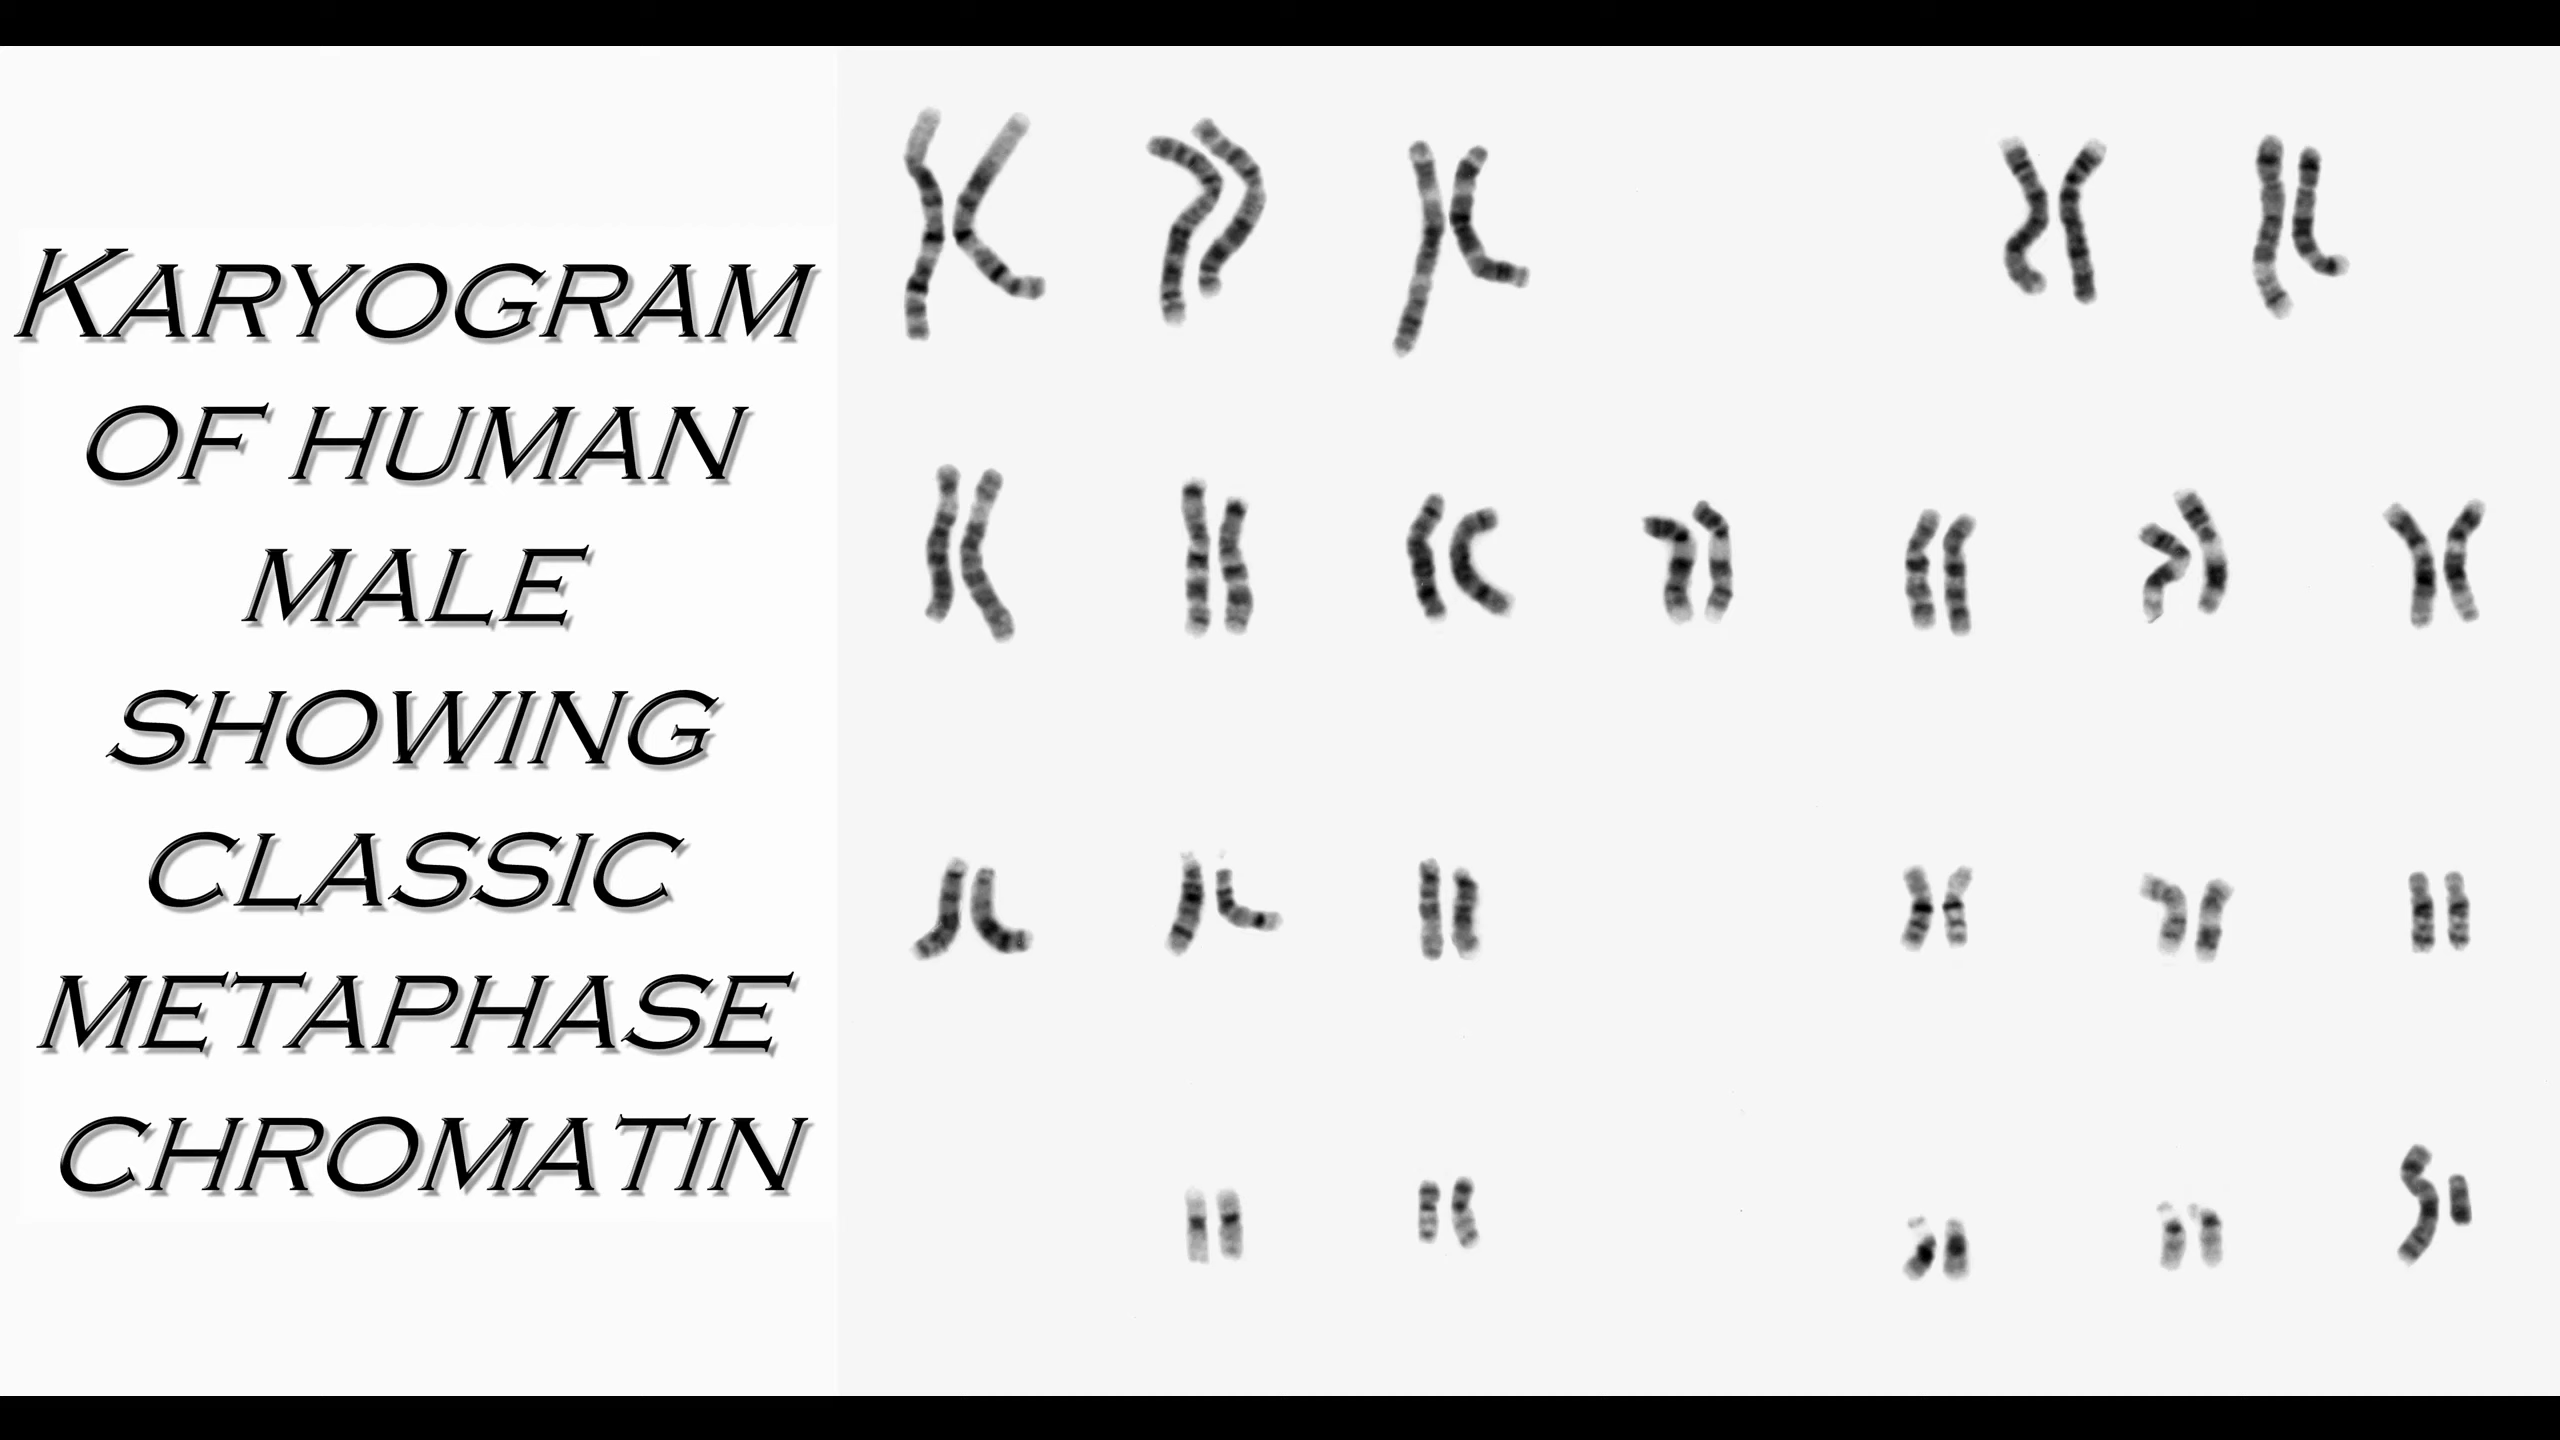 KARYOGRAM
OF HUMAN
MALE
SHOWING
CLASSIC
METAPHASE
CHROMATIN